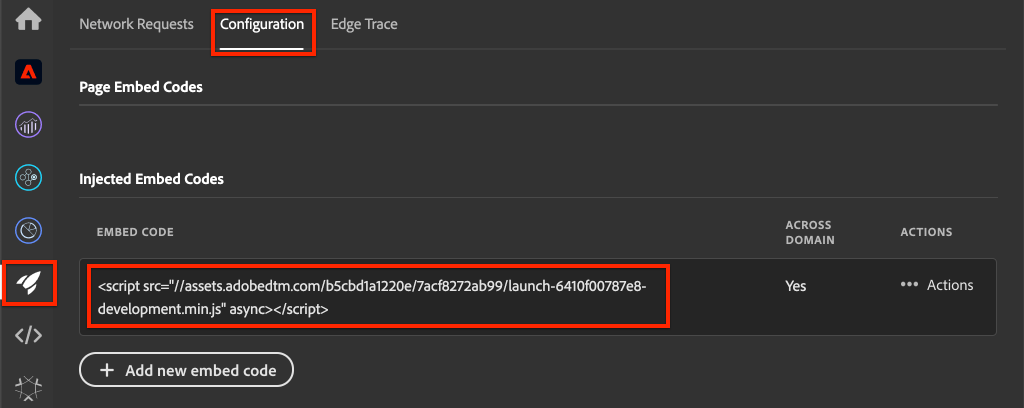 Network Requests Configuration Edge Trace
Page Embed Codes
Injected Embed Codes
EMBED CODE ACROSS DOMAIN ACTIONS
<script src="//assets.adobedtm.com/b5cbd1a1220e/7acf8272ab99/launch-6410f00787e8-
development.min.js" async></script>
Yes ••• Actions
+ Add new embed code